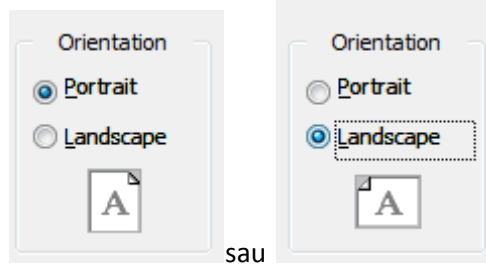 Orientation
Portrait
Landscape
A
sau
Orientation
Portrait
Landscape
A